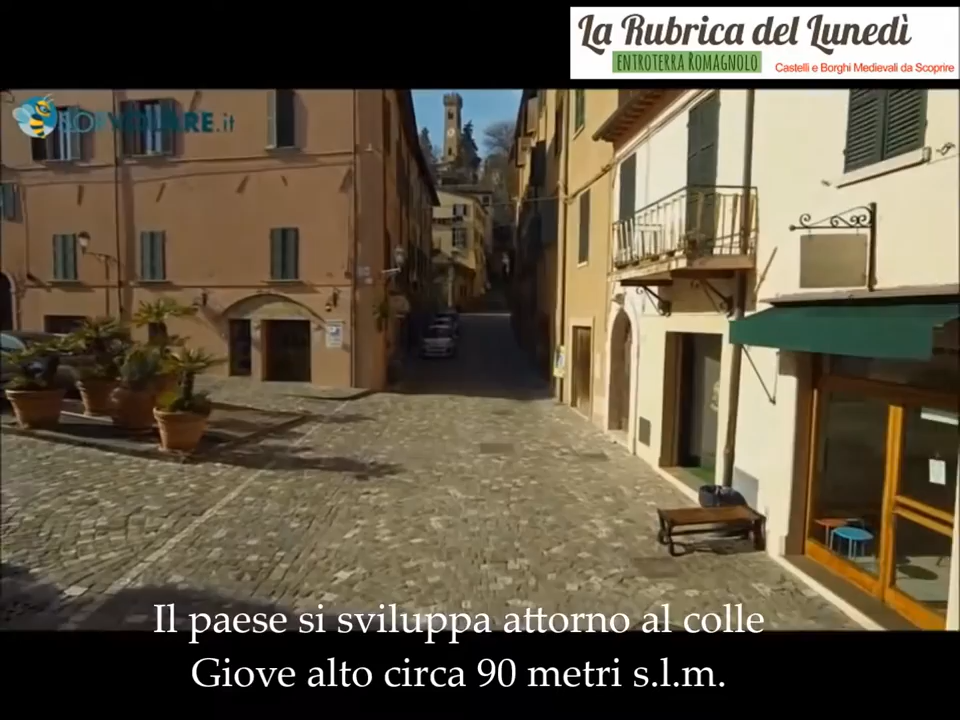 La Rubrica del Lunedì
ENTROTERRA ROMAGNOLO
Castelli e Borghi Medievali da Scoprire
Il paese si sviluppa attorno al colle
Giove alto circa 90 metri s.l.m.